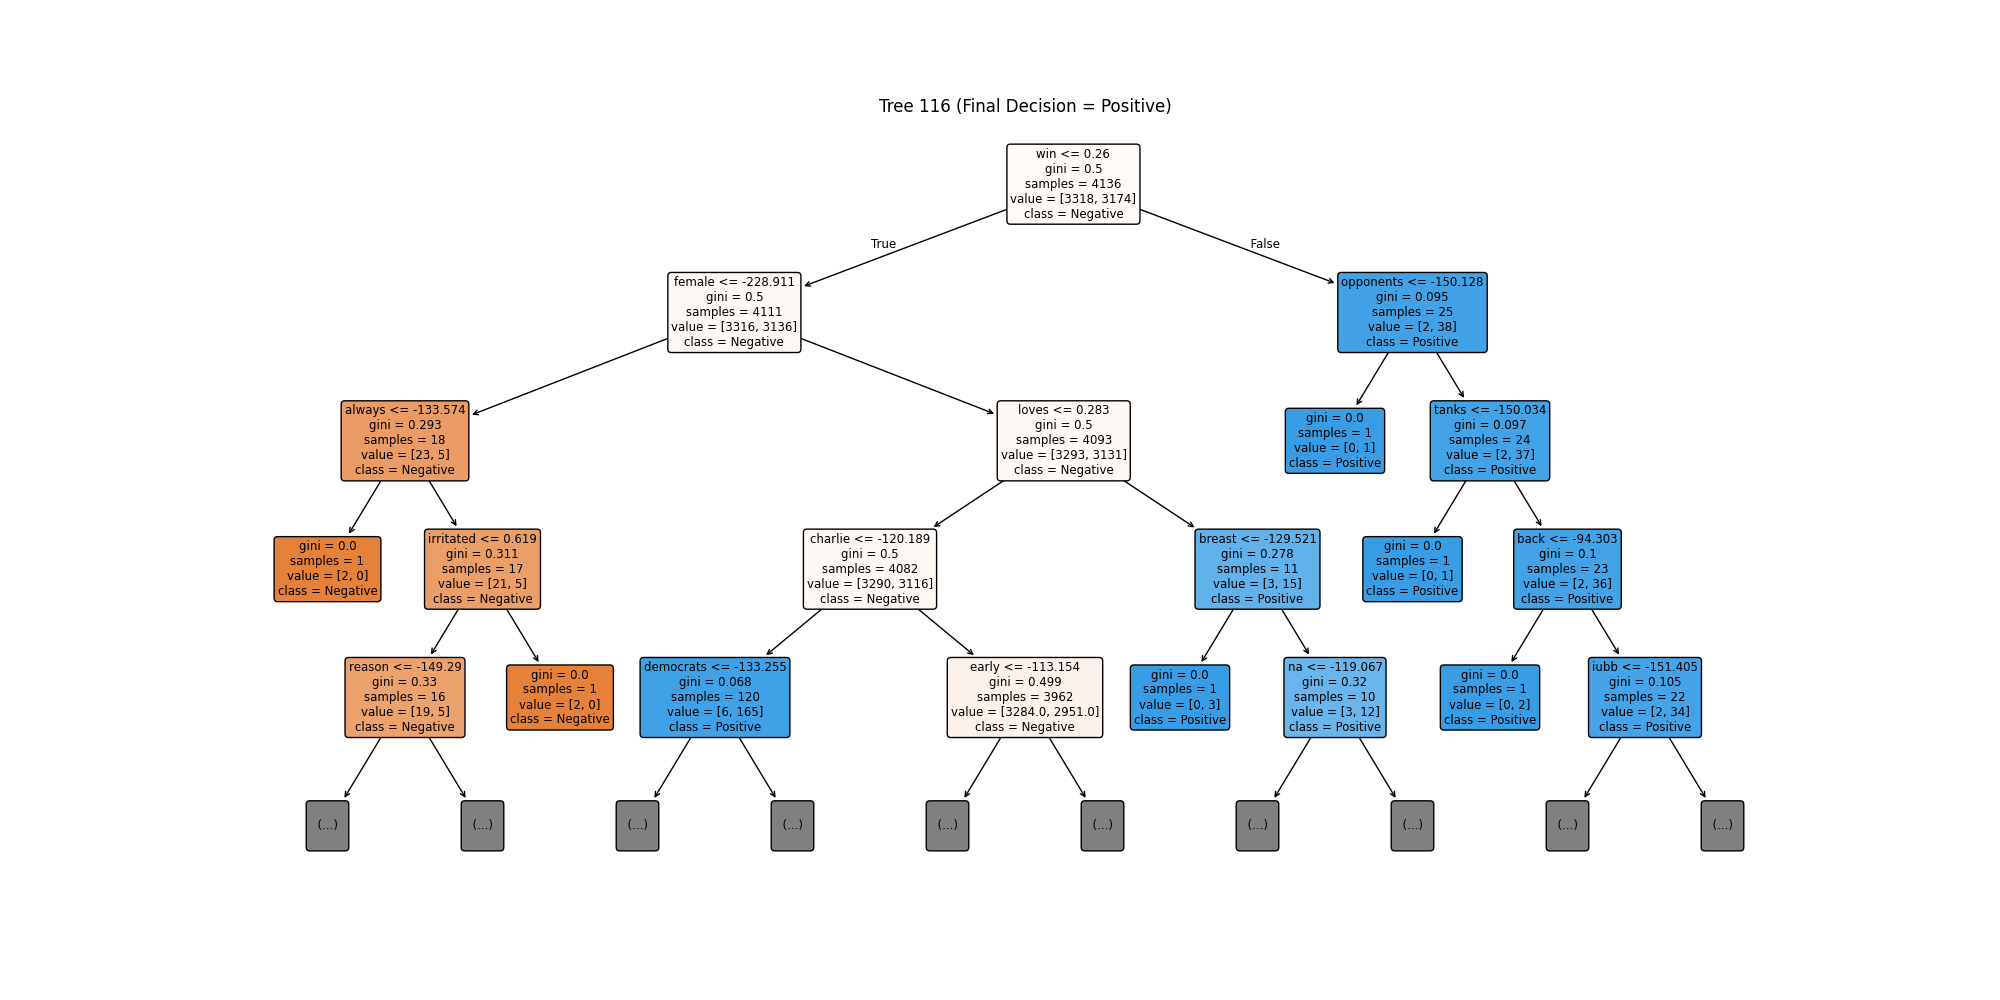 Tree 116 (Final Decision = Positive)
win <= 0.26
gini = 0.5
samples = 4136
value = [3318, 3174]
class = Negative
True
False
female <= -228.911
gini = 0.5
samples = 4111
value = [3316, 3136]
class = Negative
opponents <= -150.128
gini = 0.095
samples = 25
value = [2, 38]
class = Positive
always <= -133.574
gini = 0.293
samples = 18
value = [23, 5]
class = Negative
loves <= 0.283
gini = 0.5
samples = 4093
value = [3293, 3131]
class = Negative
gini = 0.0
samples = 1
value = [0, 1]
class = Positive
tanks <= -150.034
gini = 0.097
samples = 24
value = [2, 37]
class = Positive
gini = 0.0
samples = 1
value = [2, 0]
class = Negative
irritated <= 0.619
gini = 0.311
samples = 17
value = [21, 5]
class = Negative
charlie <= -120.189
gini = 0.5
samples = 4082
value = [3290, 3116]
class = Negative
breast <= -129.521
gini = 0.278
samples = 11
value = [3, 15]
class = Positive
gini = 0.0
samples = 1
value = [0, 1]
class = Positive
back <= -94.303
gini = 0.1
samples = 23
value = [2, 36]
class = Positive
reason <= -149.29
gini = 0.33
samples = 16
value = [19, 5]
class = Negative
gini = 0.0
samples = 1
value = [2, 0]
class = Negative
democrats <= -133.255
gini = 0.068
samples = 120
value = [6, 165]
class = Positive
early <= -113.154
gini = 0.499
samples = 3962
value = [3284.0, 2951.0]
class = Negative
gini = 0.0
samples = 1
value = [0, 3]
class = Positive
na <= -119.067
gini = 0.32
samples = 10
value = [3, 12]
class = Positive
gini = 0.0
samples = 1
value = [0, 2]
class = Positive
iubb <= -151.405
gini = 0.105
samples = 22
value = [2, 34]
class = Positive
(...)
(...)
(...)
(...)
(...)
(...)
(...)
(...)
(...)
(...)